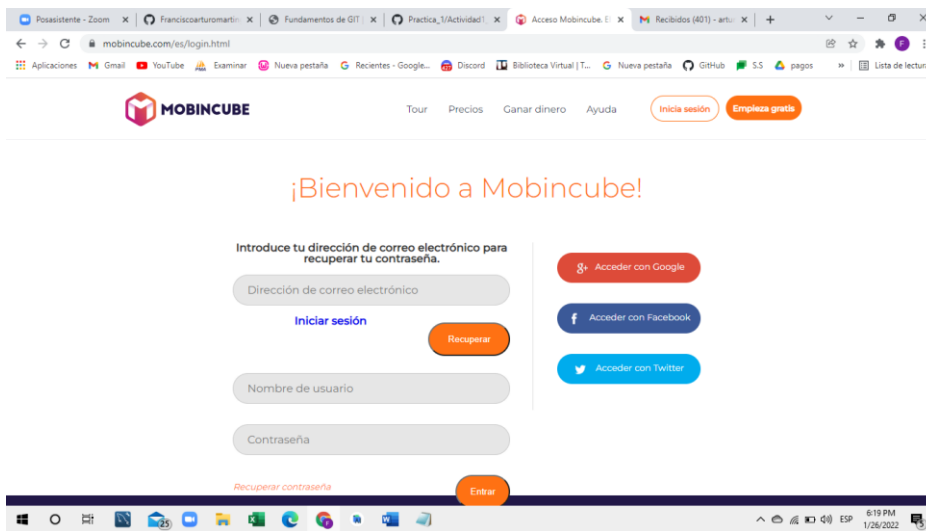 Posasistente - Zoom
Franciscoarturomartin
Fundamentos de GIT |
Practica_1/Actividad1
Acceso Mobincube. E
Recibidos (401) - artu
mobincube.com/es/login.html
Aplicaciones
Gmail
YouTube
Examinar
Nueva pestaña
Recientes - Google...
Discord
Biblioteca Virtual | T...
Nueva pestaña
GitHub
S.S
pagos
»
Lista de lectura
MOBINCUBE
Tour
Precios
Ganar dinero
Ayuda
Inicia sesión
Empieza gratis
¡Bienvenido a Mobincube!
Introduce tu dirección de correo electrónico para
recuperar tu contraseña.
Dirección de correo electrónico
Iniciar sesión
Recuperar
Nombre de usuario
Contraseña
Recuperar contraseña
Entrar
Acceder con Google
Acceder con Facebook
Acceder con Twitter
25
ESP
6:19 PM
1/26/2022